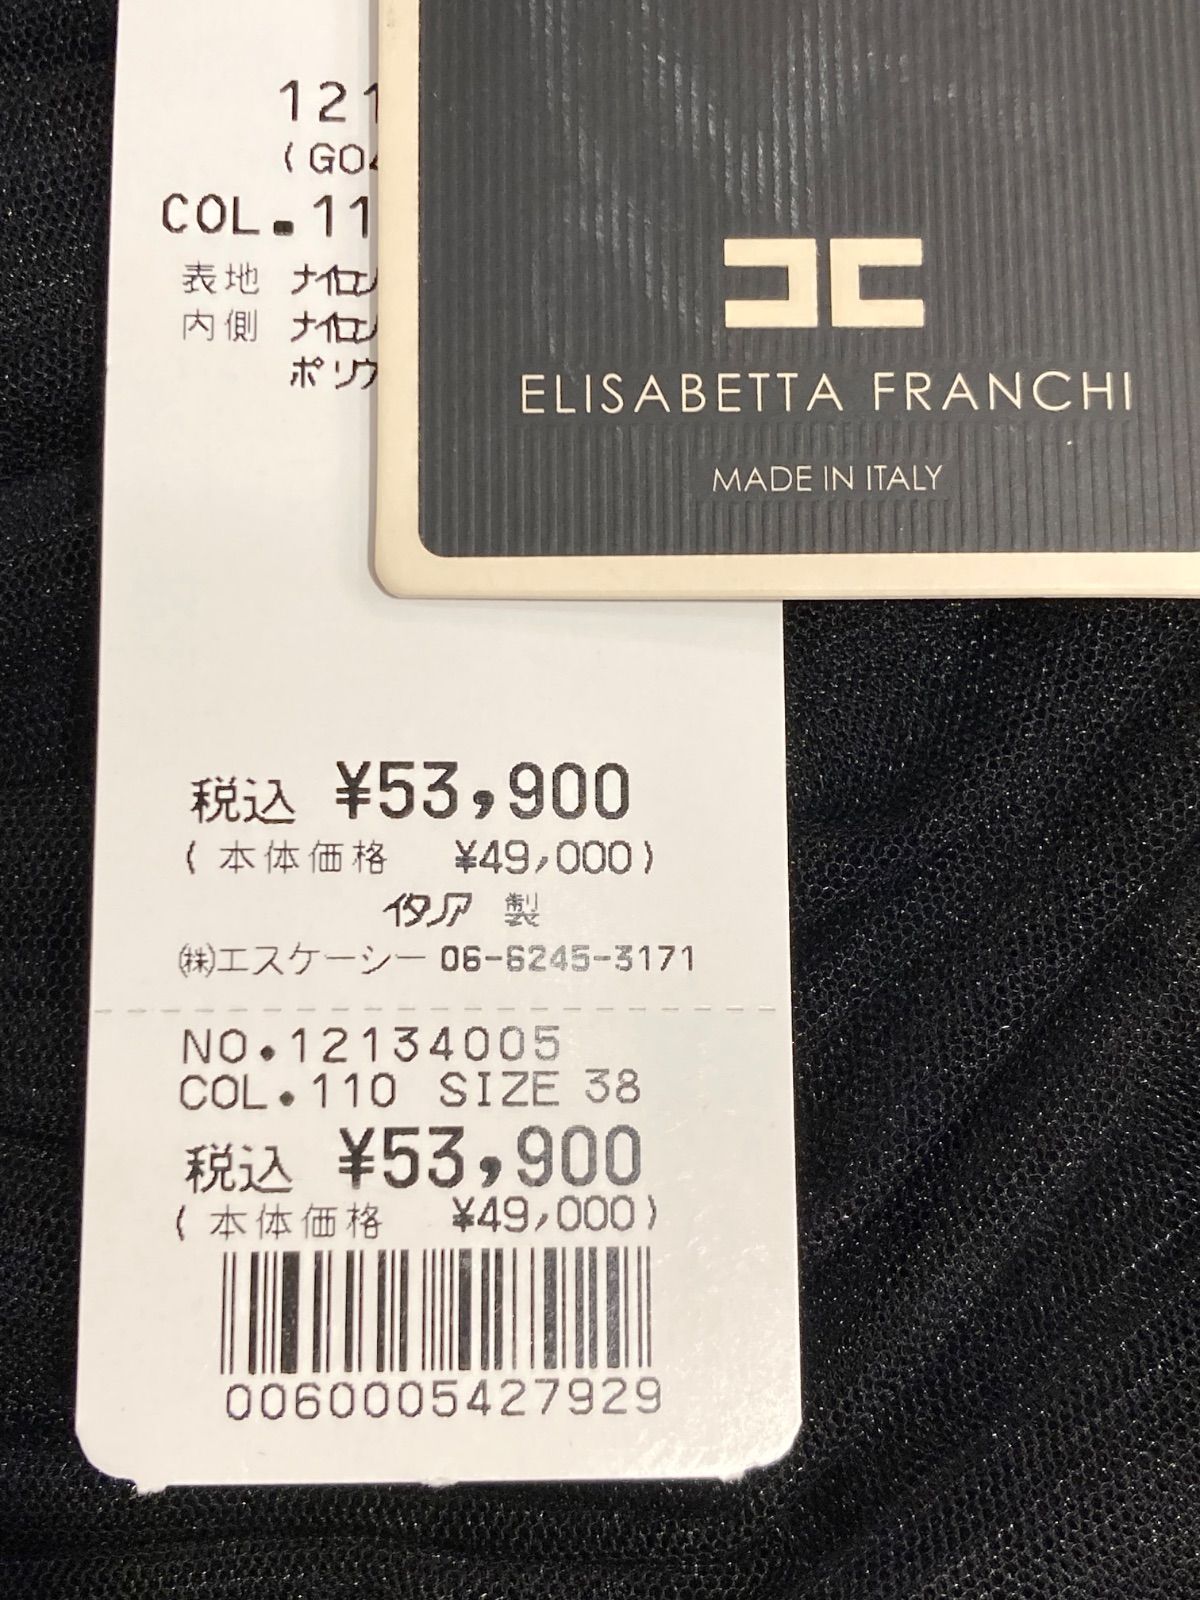 121
(GO4
COL.11
表地 ナイロン
内側 ナイロン
ポリウ
ELISABETTA FRANCHI
MADE IN ITALY
税込 ¥53,900
(本体価格 ¥49,000)
イタリア 製
㈱エスケーシー 06-6245-3171
NO.12134005
COL.110 SIZE 38
税込 ¥53,900
(本体価格 ¥49,000)
0060005427929